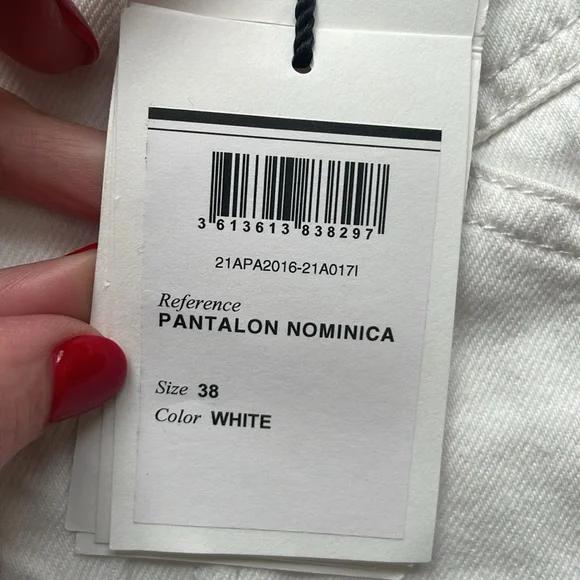 3 613613 838297
21APA2016-21A017I
Reference
PANTALON NOMINICA
Size 38
Color WHITE